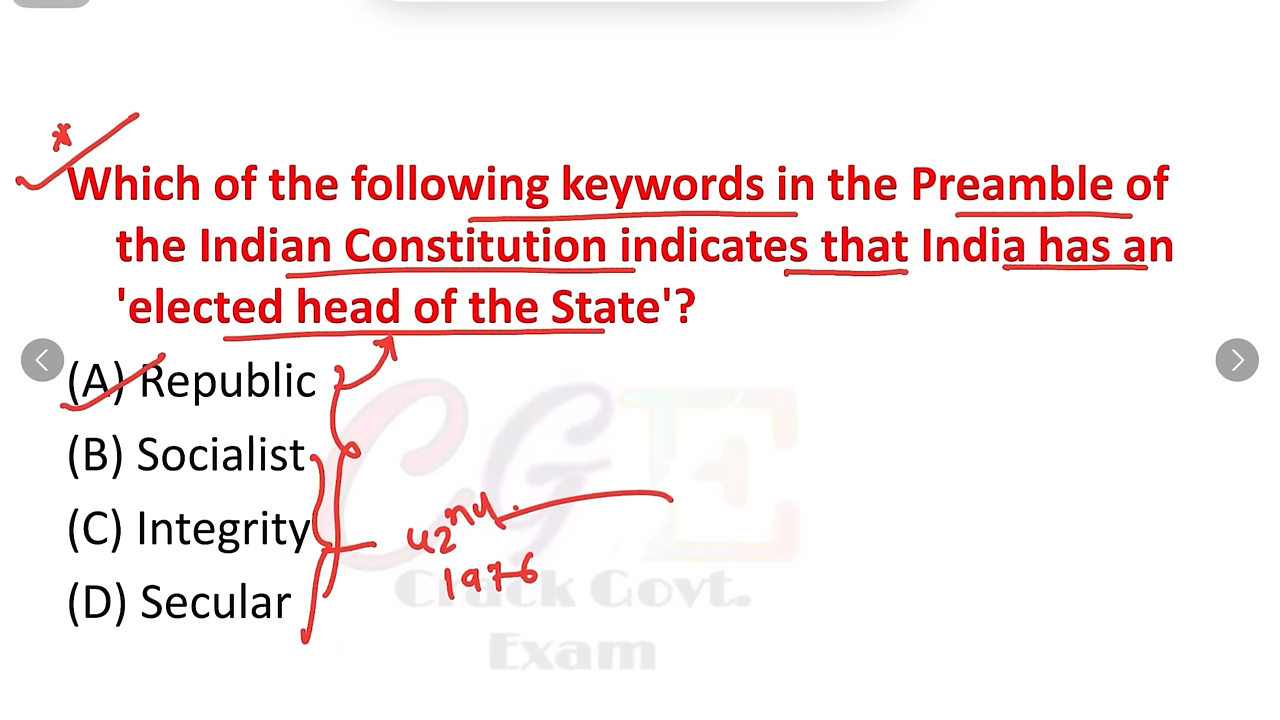 Which of the following keywords in the Preamble of
the Indian Constitution indicates that India has an
'elected head of the State'?
(A) Republic
(B) Socialist
(C) Integrity
(D) Secular
42nd
1976
CGE
Crack Govt.
Exam